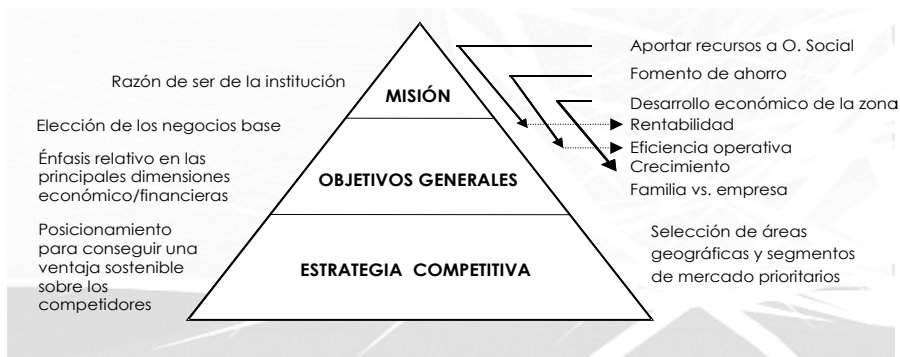 Razón de ser de la institución
Elección de los negocios base
Énfasis relativo en las
principales dimensiones
económico/financieras
Posicionamiento
para conseguir una
ventaja sostenible
sobre los
competidores
MISIÓN
OBJETIVOS GENERALES
ESTRATEGIA COMPETITIVA
Aportar recursos a O. Social
Fomento de ahorro
Desarrollo económico de la zona
Rentabilidad
Eficiencia operativa
Crecimiento
Familia vs. empresa
Selección de áreas
geográficas y segmentos
de mercado prioritarios